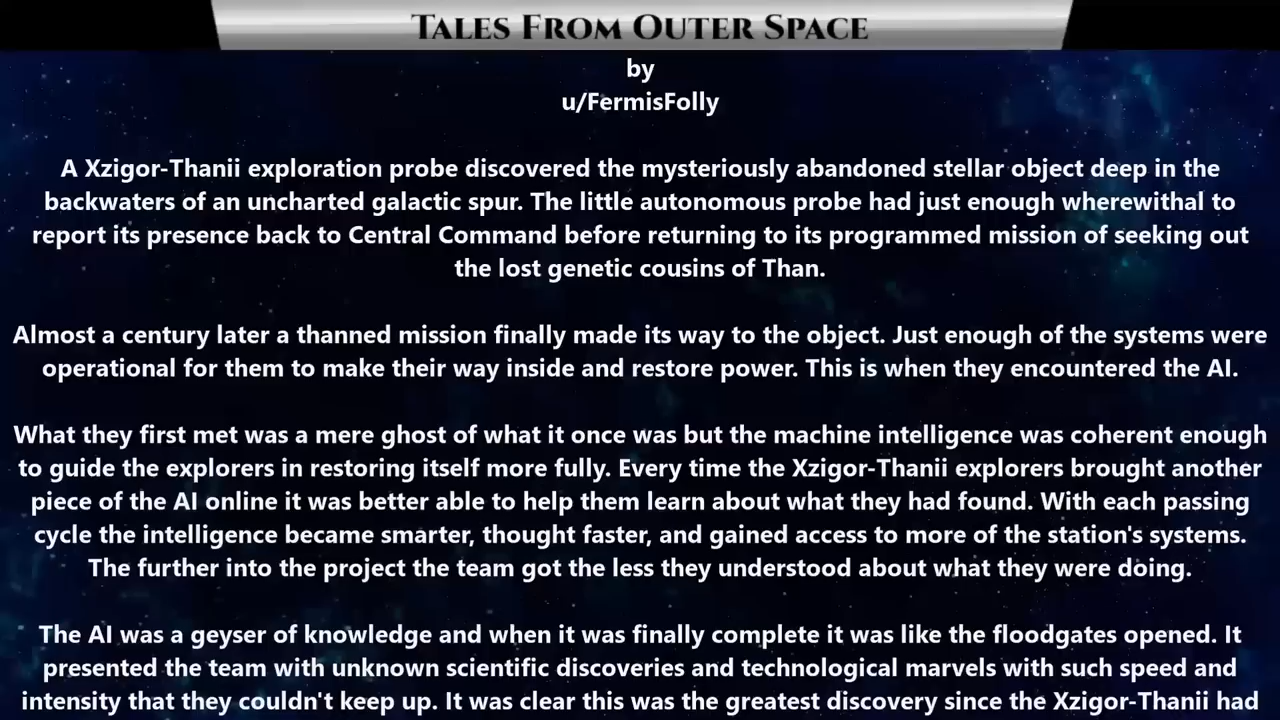 Tales From Outer Space
by
u/FermisFolly
A Xzigor-Thanii exploration probe discovered the mysteriously abandoned stellar object deep in the
backwaters of an uncharted galactic spur. The little autonomous probe had just enough wherewithal to
report its presence back to Central Command before returning to its programmed mission of seeking out
the lost genetic cousins of Than.
Almost a century later a thanned mission finally made its way to the object. Just enough of the systems were
operational for them to make their way inside and restore power. This is when they encountered the AI.
What they first met was a mere ghost of what it once was but the machine intelligence was coherent enough
to guide the explorers in restoring itself more fully. Every time the Xzigor-Thanii explorers brought another
piece of the AI online it was better able to help them learn about what they had found. With each passing
cycle the intelligence became smarter, thought faster, and gained access to more of the station's systems.
The further into the project the team got the less they understood about what they were doing.
The AI was a geyser of knowledge and when it was finally complete it was like the floodgates opened. It
presented the team with unknown scientific discoveries and technological marvels with such speed and
intensity that they couldn't keep up. It was clear this was the greatest discovery since the Xzigor-Thanii had